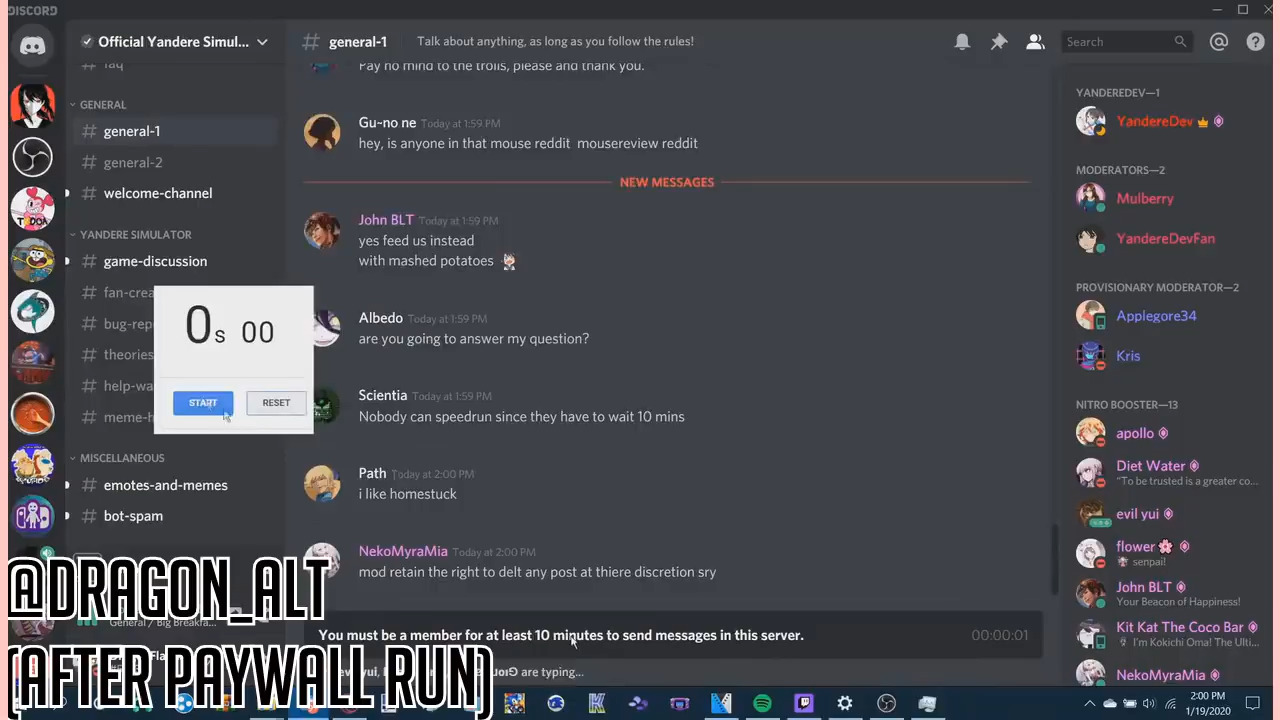 DISCORD
Official Yandere Simul...
# general-1
Talk about anything, as long as you follow the rules!
Search
# faq
GENERAL
# general-1
# general-2
# welcome-channel
YANDERE SIMULATOR
# game-discussion
# fan-crea
# bug-rep
# theories
# help-wa
# meme-h
MISCELLANEOUS
# emotes-and-memes
# bot-spam
General / Big Breakfa...
0s 00
START
RESET
Pay no mind to the trolls, please and thank you.
Gu-no ne Today at 1:59 PM
hey, is anyone in that mouse reddit mousereview reddit
NEW MESSAGES
John BLT Today at 1:59 PM
yes feed us instead
with mashed potatoes
Albedo Today at 1:59 PM
are you going to answer my question?
Scientia Today at 1:59 PM
Nobody can speedrun since they have to wait 10 mins
Path Today at 2:00 PM
i like homestuck
NekoMyraMia Today at 2:00 PM
mod retain the right to delt any post at thiere discretion sry
You must be a member for at least 10 minutes to send messages in this server.
00:00:01
are typing...
YANDEREDEV—1
YandereDev
MODERATORS—2
Mulberry
YandereDevFan
PROVISIONARY MODERATOR—2
Applegore34
Kris
NITRO BOOSTER—13
apollo
Diet Water
"To be trusted is a greater co...
evil yui
flower
senpai!
John BLT
Your Beacon of Happiness!
Kit Kat The Coco Bar
I'm Kokichi Oma! The Ulti...
NekoMyraMia
@DRAGON_ALT
(AFTER PAYWALL RUN)
2:00 PM
1/19/2020